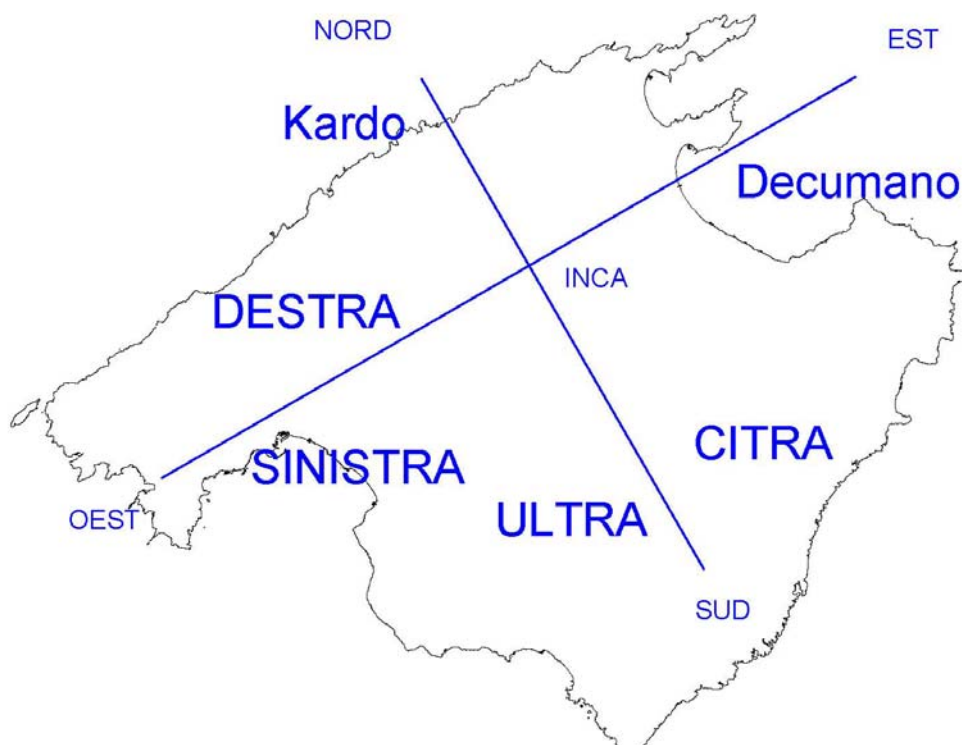 NORD
EST
Kardo
Decumano
INCA
DESTRA
CITRA
SINISTRA
ULTRA
OEST
SUD